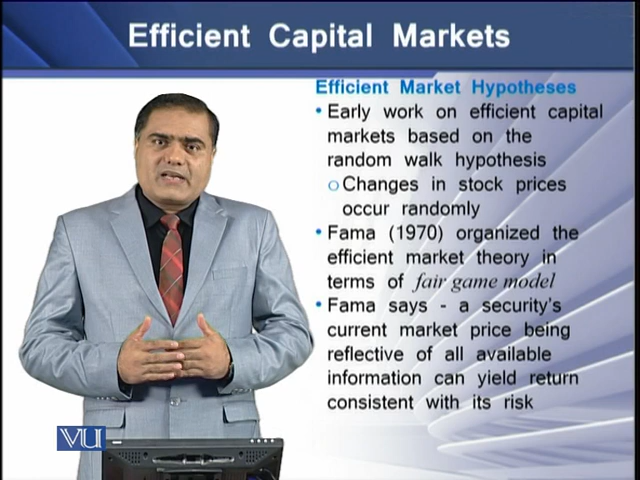 Efficient Capital Markets
Efficient Market Hypotheses
• Early work on efficient capital
markets based on the
random walk hypothesis
o Changes in stock prices
occur randomly
• Fama (1970) organized the
efficient market theory in
terms of fair game model
• Fama says - a security's
current market price being
reflective of all available
information can yield return
consistent with its risk
VU